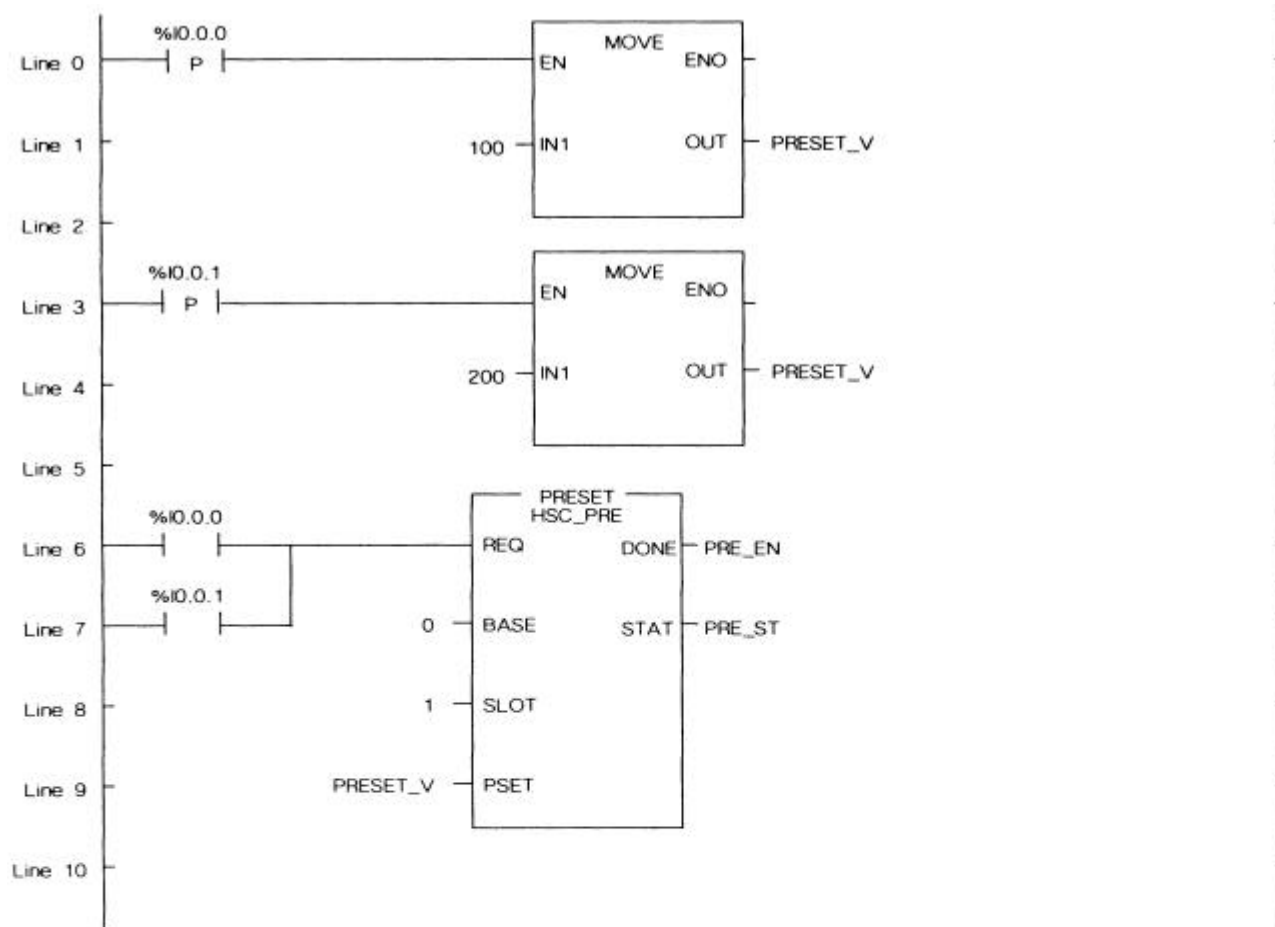 %I0.0.0
MOVE
Line 0 P EN ENO
Line 1 100 IN1 OUT PRESET_V
Line 2
%I0.0.1
MOVE
Line 3 P EN ENO
Line 4 200 IN1 OUT PRESET_V
Line 5
PRESET
%I0.0.0 HSC_PRE
Line 6 REQ DONE PRE_EN
%I0.0.1
Line 7 0 BASE STAT PRE_ST
Line 8 1 SLOT
Line 9 PRESET_V PSET
Line 10